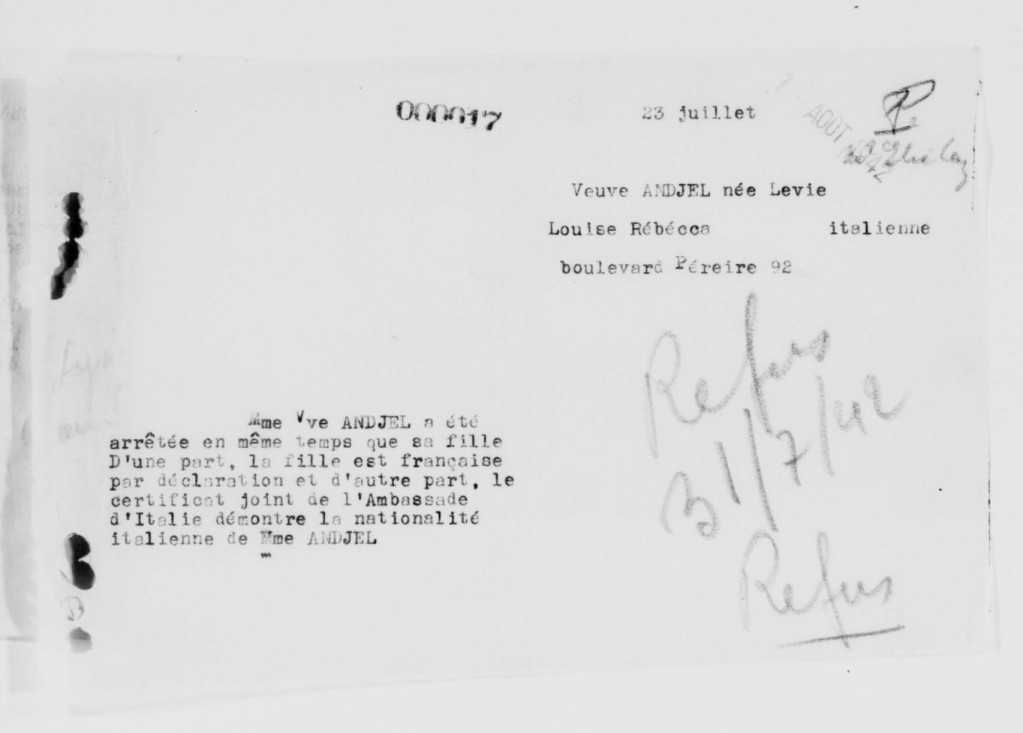 000017
23 juillet
AOUT 1942
Veuve ANDJEL née Levie
Louise Rébécca italienne
boulevard Péreire 92
Refus
31/7/42
Refus
Mme Vve ANDJEL a été
arrêtée en même temps que sa fille
D'une part, la fille est française
par déclaration et d'autre part, le
certificat joint de l'Ambassade
d'Italie démontre la nationalité
italienne de Mme ANDJEL